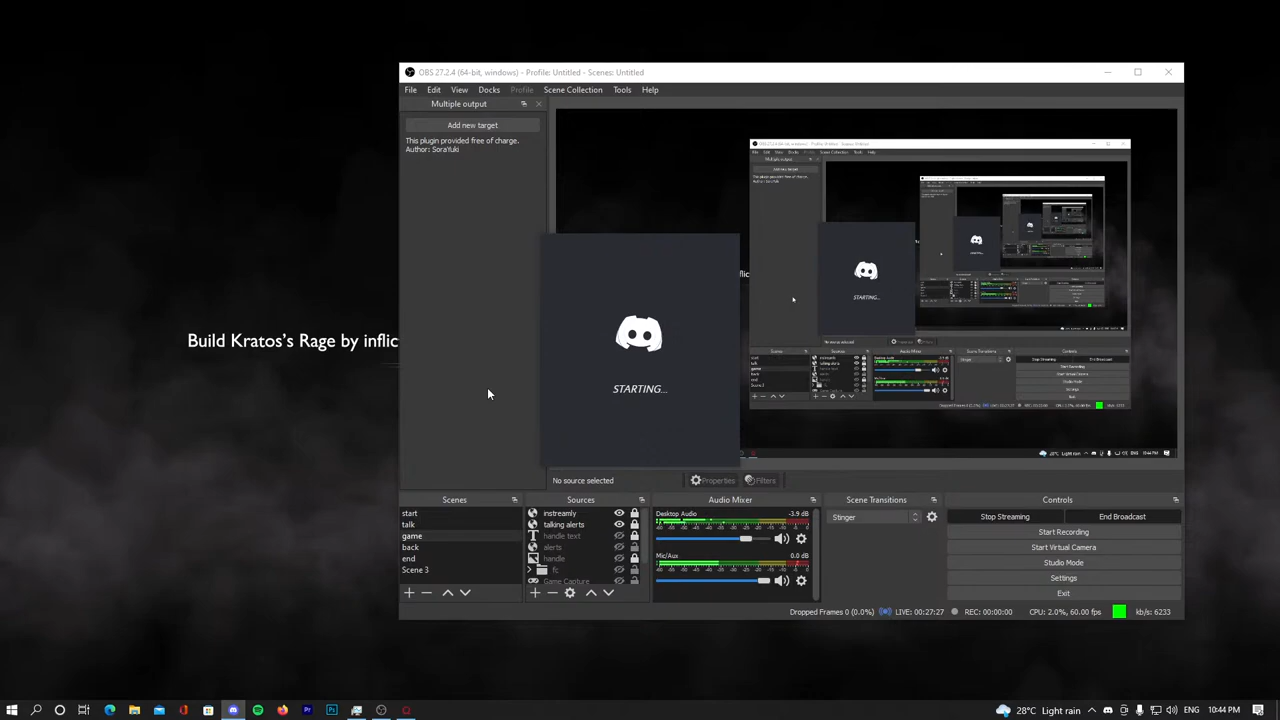 OBS 27.2.4 (64-bit, windows) - Profile: Untitled - Scenes: Untitled
File Edit View Docks Profile Scene Collection Tools Help
Multiple output
Add new target
This plugin provided free of charge.
Author: SoraYuki
Build Kratos's Rage by inflic
STARTING...
STARTING...
No source selected
Properties
Filters
Scenes
start
talk
game
back
end
Scene 3
Sources
instreamly
talking alerts
handle text
alerts
handle
fc
Game Capture
Audio Mixer
Desktop Audio -3.9 dB
Mic/Aux 0.0 dB
Scene Transitions
Stinger
Controls
Stop Streaming End Broadcast
Start Recording
Start Virtual Camera
Studio Mode
Settings
Exit
Dropped Frames 0 (0.0%) LIVE: 00:27:27 REC: 00:00:00 CPU: 2.0%, 60.00 fps kb/s: 6233
28°C Light rain ENG 10:44 PM